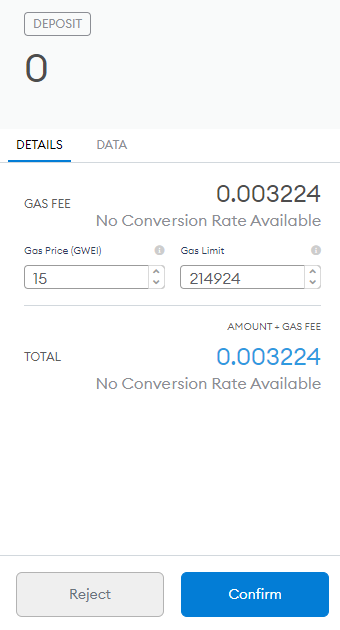 DEPOSIT
0
DETAILS DATA
GAS FEE 0.003224
No Conversion Rate Available
Gas Price (GWEI) Gas Limit
15 214924
AMOUNT + GAS FEE
TOTAL 0.003224
No Conversion Rate Available
Reject Confirm